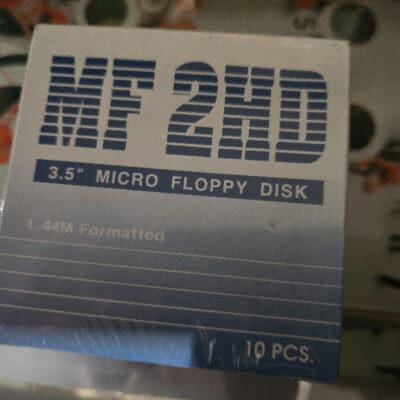 MF 2HD
3.5" MICRO FLOPPY DISK
1.44M Formatted
10 PCS.